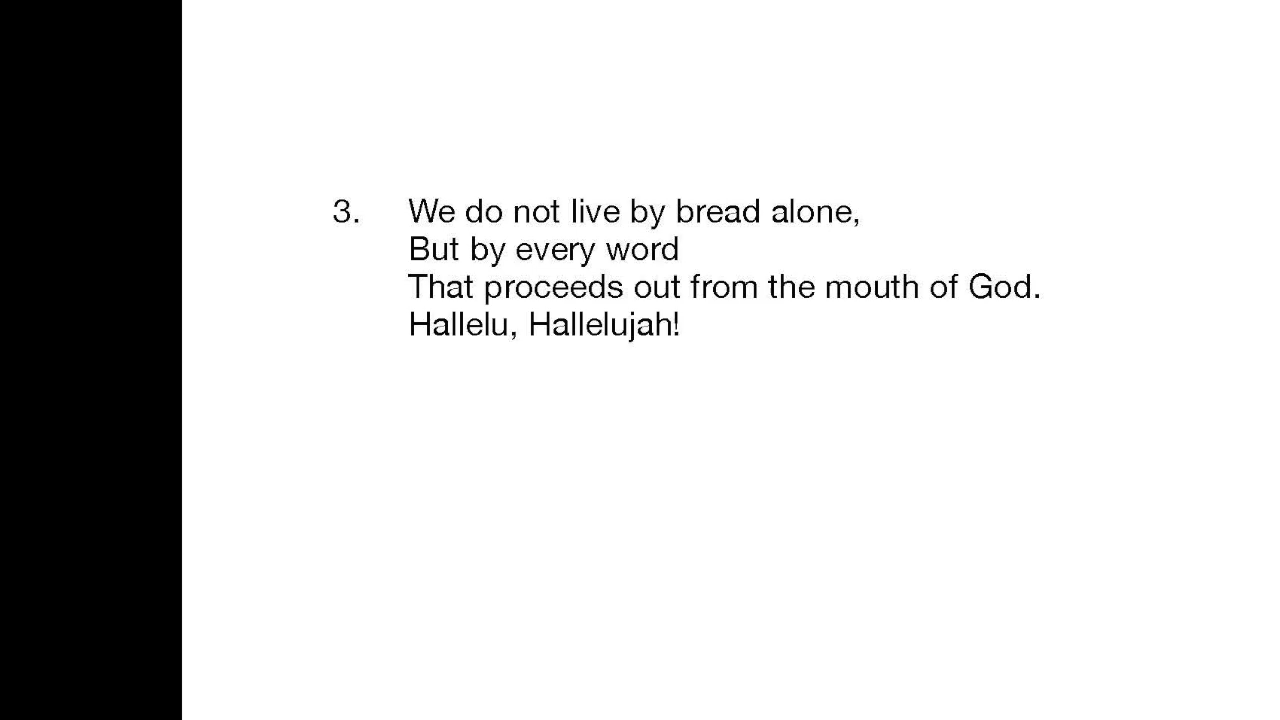 3. We do not live by bread alone,
But by every word
That proceeds out from the mouth of God.
Hallelu, Hallelujah!